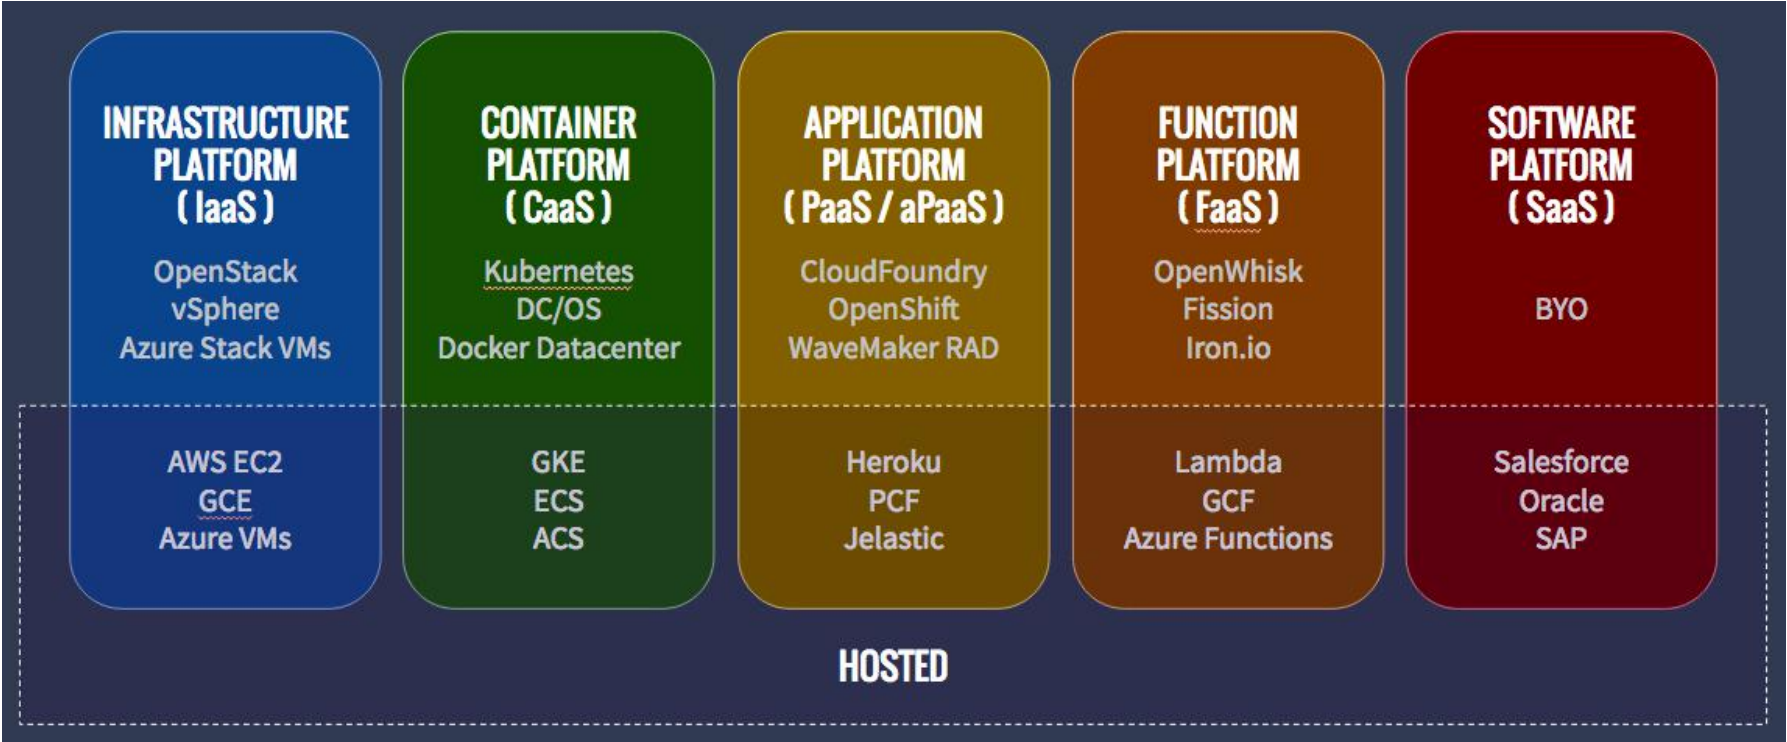 INFRASTRUCTURE
PLATFORM
( IaaS )
OpenStack
vSphere
Azure Stack VMs
AWS EC2
GCE
Azure VMs
CONTAINER
PLATFORM
( CaaS )
Kubernetes
DC/OS
Docker Datacenter
GKE
ECS
ACS
APPLICATION
PLATFORM
( PaaS / aPaaS )
CloudFoundry
OpenShift
WaveMaker RAD
Heroku
PCF
Jelastic
FUNCTION
PLATFORM
( FaaS )
OpenWhisk
Fission
Iron.io
Lambda
GCF
Azure Functions
SOFTWARE
PLATFORM
( SaaS )
BYO
Salesforce
Oracle
SAP
HOSTED